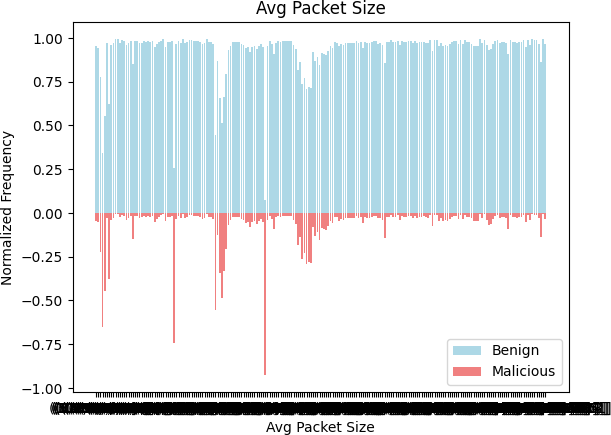 Avg Packet Size
1.00
0.75
0.50
0.25
0.00
−0.25
−0.50
−0.75
−1.00
Normalized Frequency
Benign
Malicious
Avg Packet Size